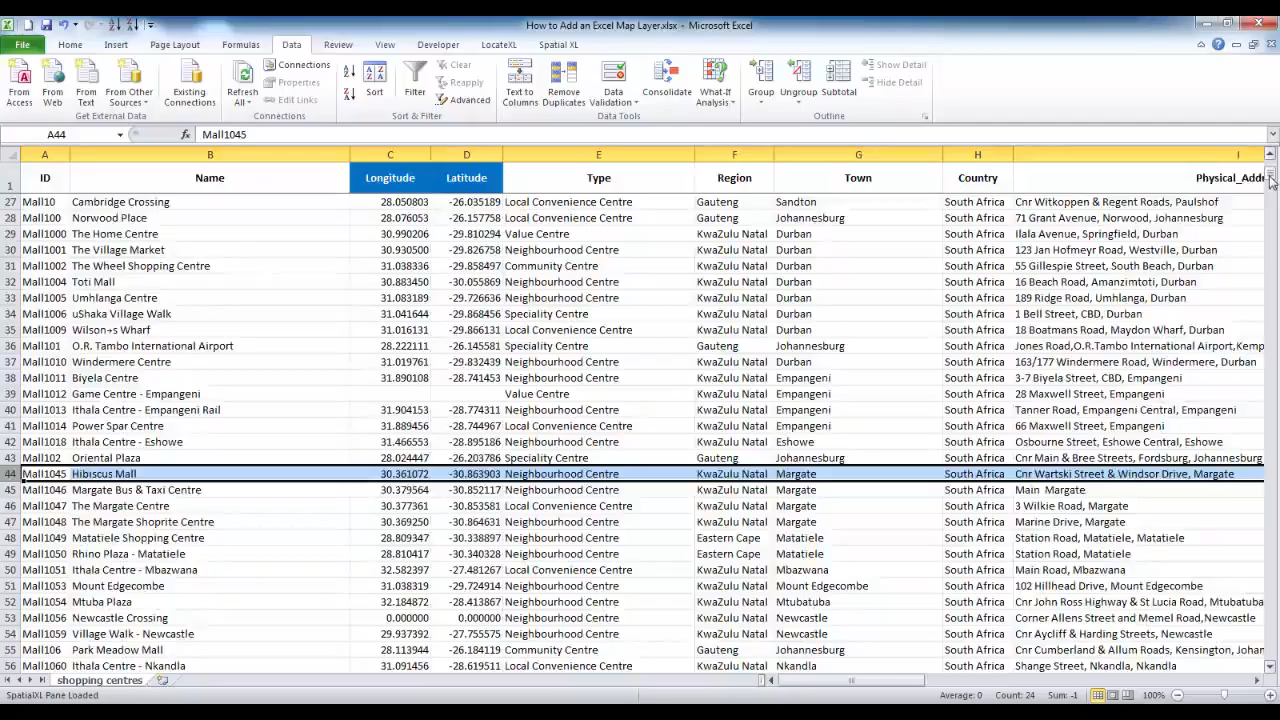 How to Add an Excel Map Layer.xlsx - Microsoft Excel
File Home Insert Page Layout Formulas Data Review View Developer LocateXL Spatial XL
From Access
From Web
From Text
From Other Sources
Existing Connections
Get External Data
Refresh All
Connections
Properties
Edit Links
Connections
Sort
Filter
Clear
Reapply
Advanced
Sort & Filter
Text to Columns
Remove Duplicates
Data Validation
Consolidate
What-If Analysis
Data Tools
Group
Ungroup
Subtotal
Show Detail
Hide Detail
Outline
A44 fx Mall1045
A B C D E F G H I
1 ID Name Longitude Latitude Type Region Town Country Physical_Addr
27 Mall10 Cambridge Crossing 28.050803 -26.035189 Local Convenience Centre Gauteng Sandton South Africa Cnr Witkoppen & Regent Roads, Paulshof
28 Mall100 Norwood Place 28.076053 -26.157758 Local Convenience Centre Gauteng Johannesburg South Africa 71 Grant Avenue, Norwood, Johannesburg
29 Mall1000 The Home Centre 30.990206 -29.810294 Value Centre KwaZulu Natal Durban South Africa Ilala Avenue, Springfield, Durban
30 Mall1001 The Village Market 30.930500 -29.826758 Neighbourhood Centre KwaZulu Natal Durban South Africa 123 Jan Hofmeyr Road, Westville, Durban
31 Mall1002 The Wheel Shopping Centre 31.038336 -29.858497 Community Centre KwaZulu Natal Durban South Africa 55 Gillespie Street, South Beach, Durban
32 Mall1004 Toti Mall 30.883450 -30.055869 Neighbourhood Centre KwaZulu Natal Durban South Africa 16 Beach Road, Amanzimtoti, Durban
33 Mall1005 Umhlanga Centre 31.083189 -29.726636 Neighbourhood Centre KwaZulu Natal Durban South Africa 189 Ridge Road, Umhlanga, Durban
34 Mall1006 uShaka Village Walk 31.041644 -29.868456 Speciality Centre KwaZulu Natal Durban South Africa 1 Bell Street, CBD, Durban
35 Mall1009 Wilson¬s Wharf 31.016131 -29.866131 Local Convenience Centre KwaZulu Natal Durban South Africa 18 Boatmans Road, Maydon Wharf, Durban
36 Mall101 O.R. Tambo International Airport 28.222111 -26.145581 Speciality Centre Gauteng Johannesburg South Africa Jones Road,O.R.Tambo International Airport,Kemp
37 Mall1010 Windermere Centre 31.019761 -29.832439 Neighbourhood Centre KwaZulu Natal Durban South Africa 163/177 Windermere Road, Windermere, Durban
38 Mall1011 Biyela Centre 31.890108 -28.741453 Neighbourhood Centre KwaZulu Natal Empangeni South Africa 3-7 Biyela Street, CBD, Empangeni
39 Mall1012 Game Centre - Empangeni Value Centre KwaZulu Natal Empangeni South Africa 28 Maxwell Street, Empangeni
40 Mall1013 Ithala Centre - Empangeni Rail 31.904153 -28.774311 Neighbourhood Centre KwaZulu Natal Empangeni South Africa Tanner Road, Empangeni Central, Empangeni
41 Mall1014 Power Spar Centre 31.889456 -28.744967 Local Convenience Centre KwaZulu Natal Empangeni South Africa 66 Maxwell Street, Empangeni
42 Mall1018 Ithala Centre - Eshowe 31.466553 -28.895186 Neighbourhood Centre KwaZulu Natal Eshowe South Africa Osbourne Street, Eshowe Central, Eshowe
43 Mall102 Oriental Plaza 28.024447 -26.203786 Speciality Centre Gauteng Johannesburg South Africa Cnr Main & Bree Streets, Fordsburg, Johannesburg
44 Mall1045 Hibiscus Mall 30.361072 -30.863903 Neighbourhood Centre KwaZulu Natal Margate South Africa Cnr Wartski Street & Windsor Drive, Margate
45 Mall1046 Margate Bus & Taxi Centre 30.379564 -30.852117 Neighbourhood Centre KwaZulu Natal Margate South Africa Main Margate
46 Mall1047 The Margate Centre 30.377361 -30.853581 Local Convenience Centre KwaZulu Natal Margate South Africa 3 Wilkie Road, Margate
47 Mall1048 The Margate Shoprite Centre 30.369250 -30.864631 Neighbourhood Centre KwaZulu Natal Margate South Africa Marine Drive, Margate
48 Mall1049 Matatiele Shopping Centre 28.809347 -30.338897 Neighbourhood Centre Eastern Cape Matatiele South Africa Station Road, Matatiele, Matatiele
49 Mall1050 Rhino Plaza - Matatiele 28.810417 -30.340328 Neighbourhood Centre Eastern Cape Matatiele South Africa Station Road, Matatiele
50 Mall1051 Ithala Centre - Mbazwana 32.582397 -27.491267 Neighbourhood Centre KwaZulu Natal Mbazwana South Africa Main Road, Mbazwana
51 Mall1053 Mount Edgecombe 31.038319 -29.724914 Neighbourhood Centre KwaZulu Natal Mount Edgecombe South Africa 102 Hillhead Drive, Mount Edgecombe
52 Mall1054 Mtuba Plaza 32.184872 -28.413867 Neighbourhood Centre KwaZulu Natal Mtubatuba South Africa Cnr John Ross Highway & St Lucia Road, Mtubatuba
53 Mall1056 Newcastle Crossing 0.000000 0.000000 Neighbourhood Centre KwaZulu Natal Newcastle South Africa Corner Allens Street and Memel Road,Newcastle
54 Mall1059 Village Walk - Newcastle 29.937392 -27.755575 Neighbourhood Centre KwaZulu Natal Newcastle South Africa Cnr Aycliff & Harding Streets, Newcastle
55 Mall106 Park Meadow Mall 28.113944 -26.184116 Community Centre Gauteng Johannesburg South Africa Cnr Cumberland & Allum Roads, Kensington, Johan
56 Mall1060 Ithala Centre - Nkandla 31.091456 -28.619511 Local Convenience Centre KwaZulu Natal Nkandla South Africa Shange Street, Nkandla, Nkandla
shopping centres
SpatialXL Pane Loaded Average: 0 Count: 24 Sum: -1 100%